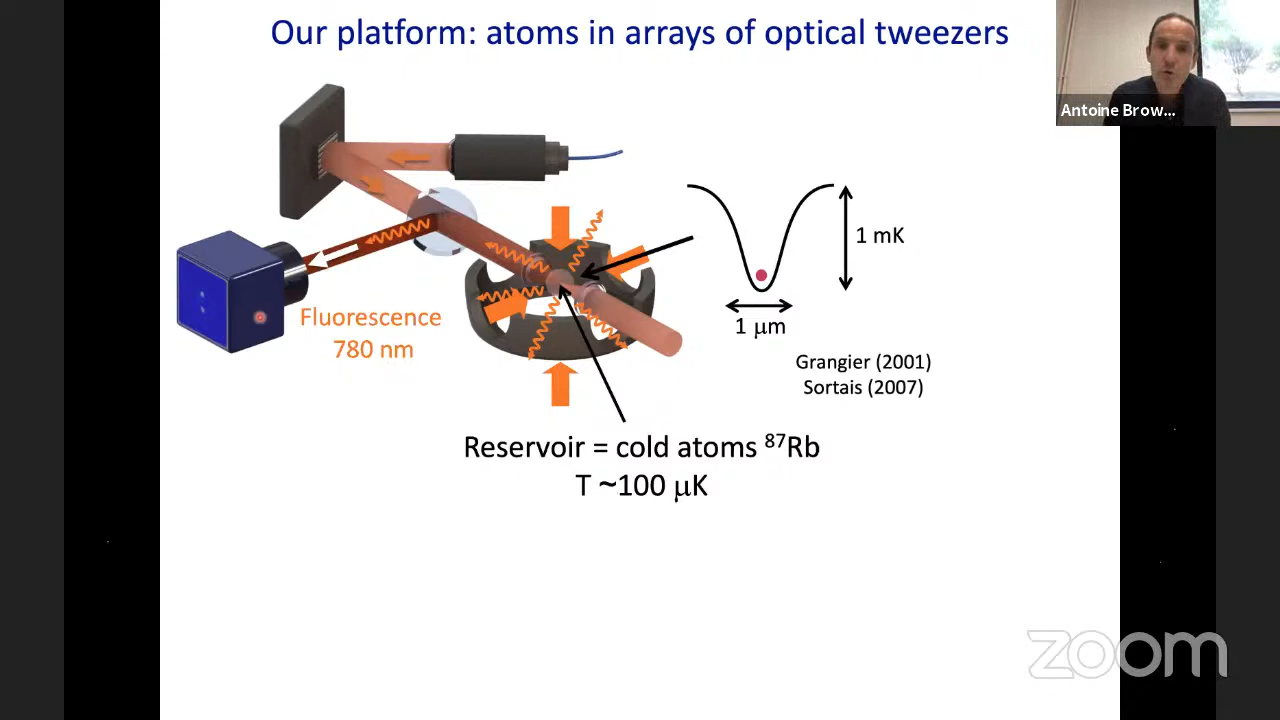 Our platform: atoms in arrays of optical tweezers
Antoine Brow...
1 mK
Fluorescence
780 nm
1 μm
Grangier (2001)
Sortais (2007)
Reservoir = cold atoms ⁸⁷Rb
T ~100 μK
zoom